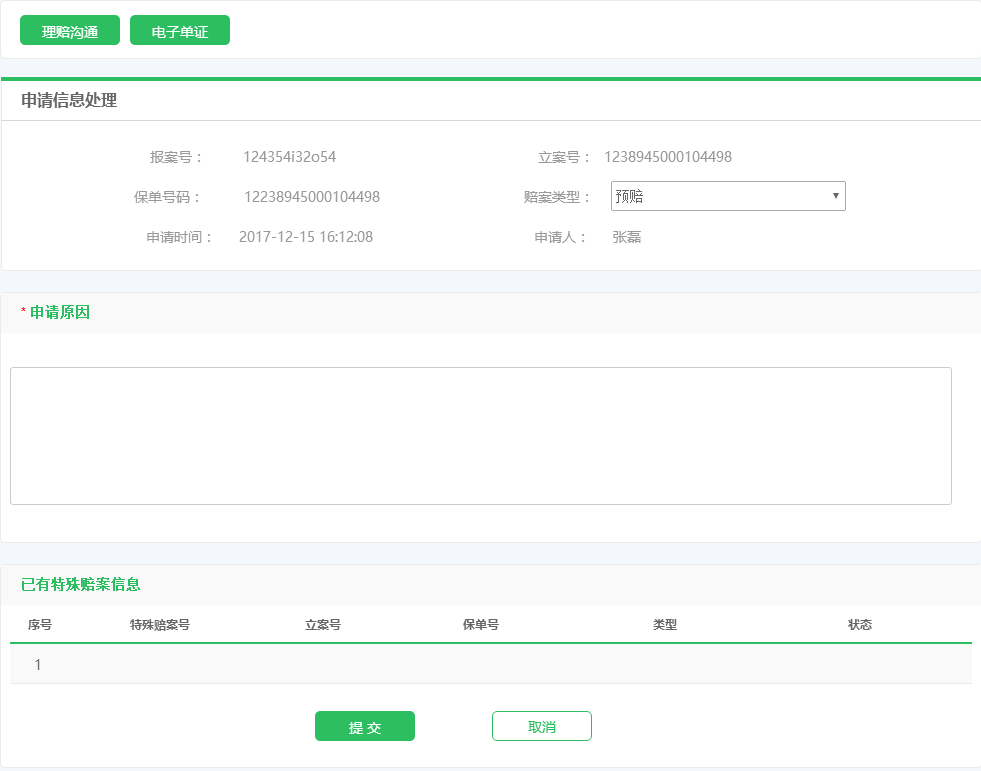 理赔沟通 电子单证
申请信息处理
报案号： 124354i32o54 立案号： 1238945000104498
保单号码： 12238945000104498 赔案类型： 预赔
申请时间： 2017-12-15 16:12:08 申请人： 张磊
* 申请原因
已有特殊赔案信息
序号 特殊赔案号 立案号 保单号 类型 状态
1
提 交 取消